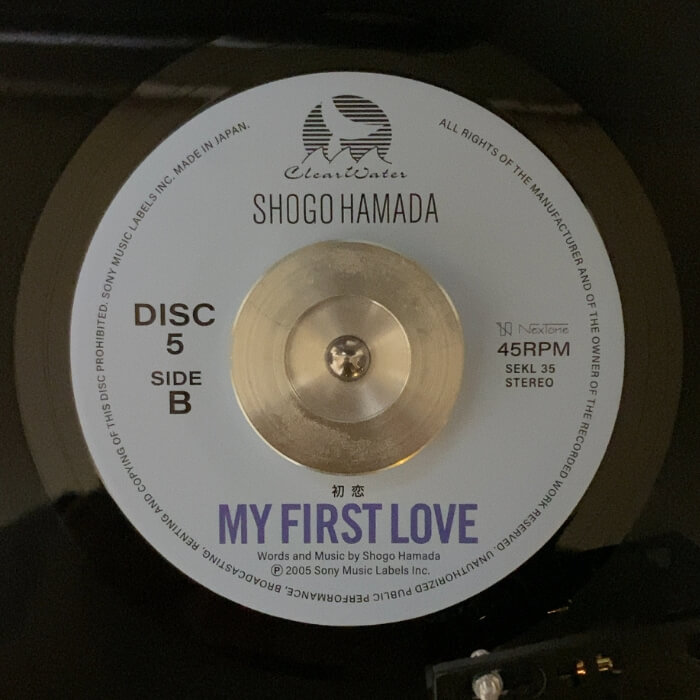 ClearWater
SHOGO HAMADA
DISC
5
SIDE
B
NexTone
45RPM
SEKL 35
STEREO
初恋
MY FIRST LOVE
Words and Music by Shogo Hamada
Ⓟ 2005 Sony Music Labels Inc.
ALL RIGHTS OF THE MANUFACTURER AND OF THE OWNER OF THE RECORDED WORK RESERVED. UNAUTHORIZED PUBLIC PERFORMANCE, BROADCASTING, RENTING AND COPYING OF THIS DISC PROHIBITED. SONY MUSIC LABELS INC. MADE IN JAPAN.